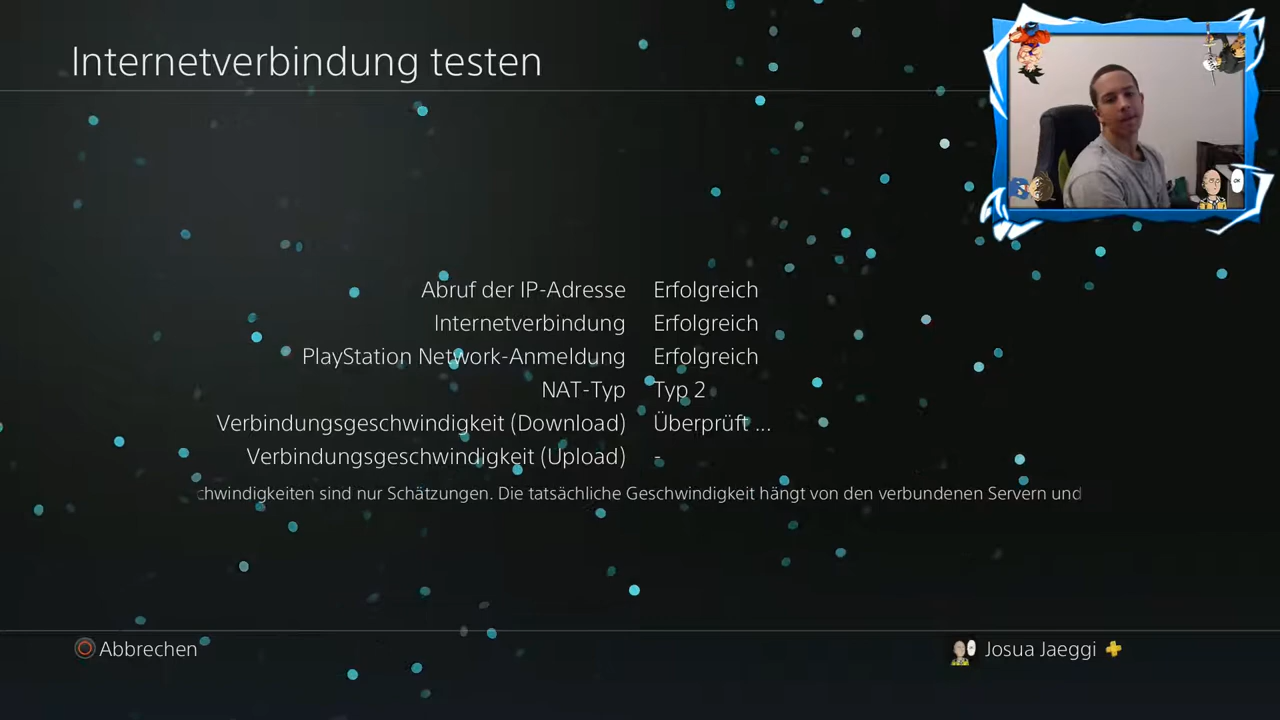 Internetverbindung testen
OK
Abruf der IP-Adresse Erfolgreich
Internetverbindung Erfolgreich
PlayStation Network-Anmeldung Erfolgreich
NAT-Typ Typ 2
Verbindungsgeschwindigkeit (Download) Überprüft ...
Verbindungsgeschwindigkeit (Upload) -
chwindigkeiten sind nur Schätzungen. Die tatsächliche Geschwindigkeit hängt von den verbundenen Servern und
Abbrechen
Josua Jaeggi